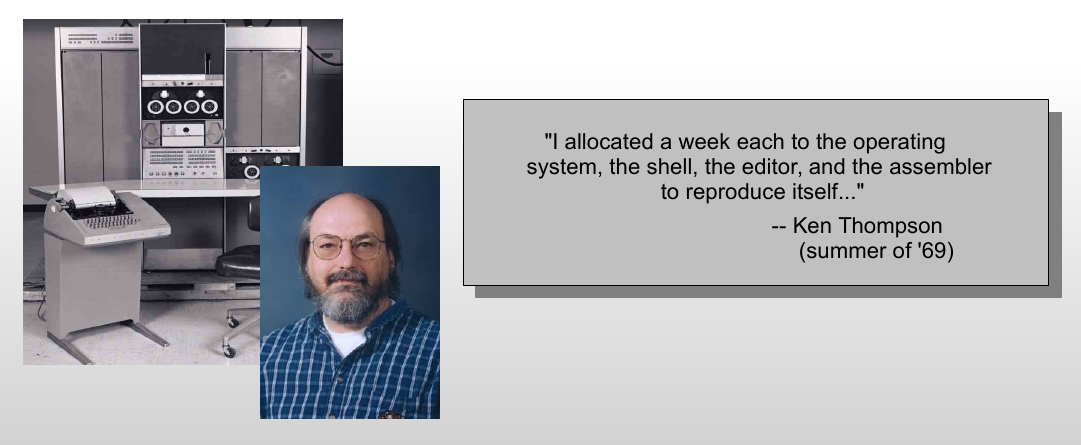 "I allocated a week each to the operating
system, the shell, the editor, and the assembler
to reproduce itself..."
-- Ken Thompson
(summer of '69)